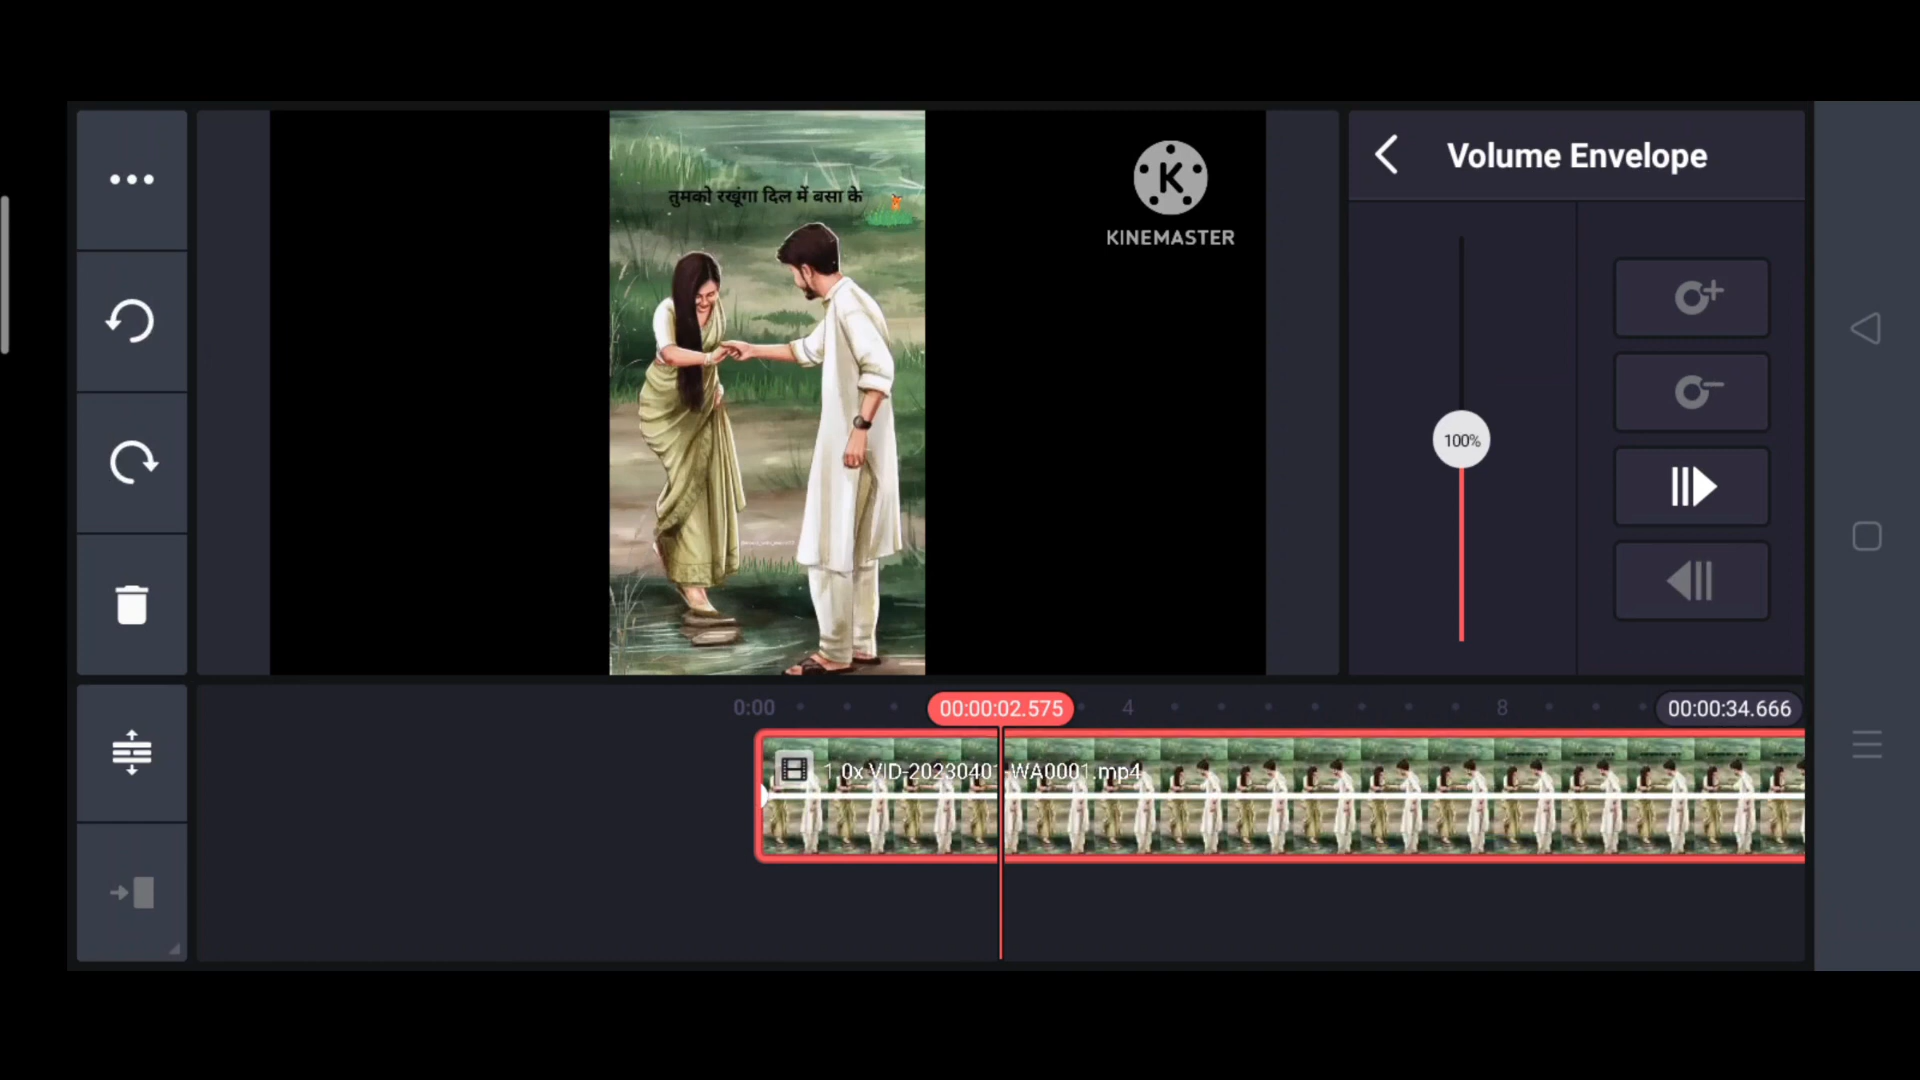 Volume Envelope
तुमको रखूंगा दिल में बसा के
K
KINEMASTER
100%
0:00
00:00:02.575
4
8
00:00:34.666
1.0x VID-20230401-WA0001.mp4